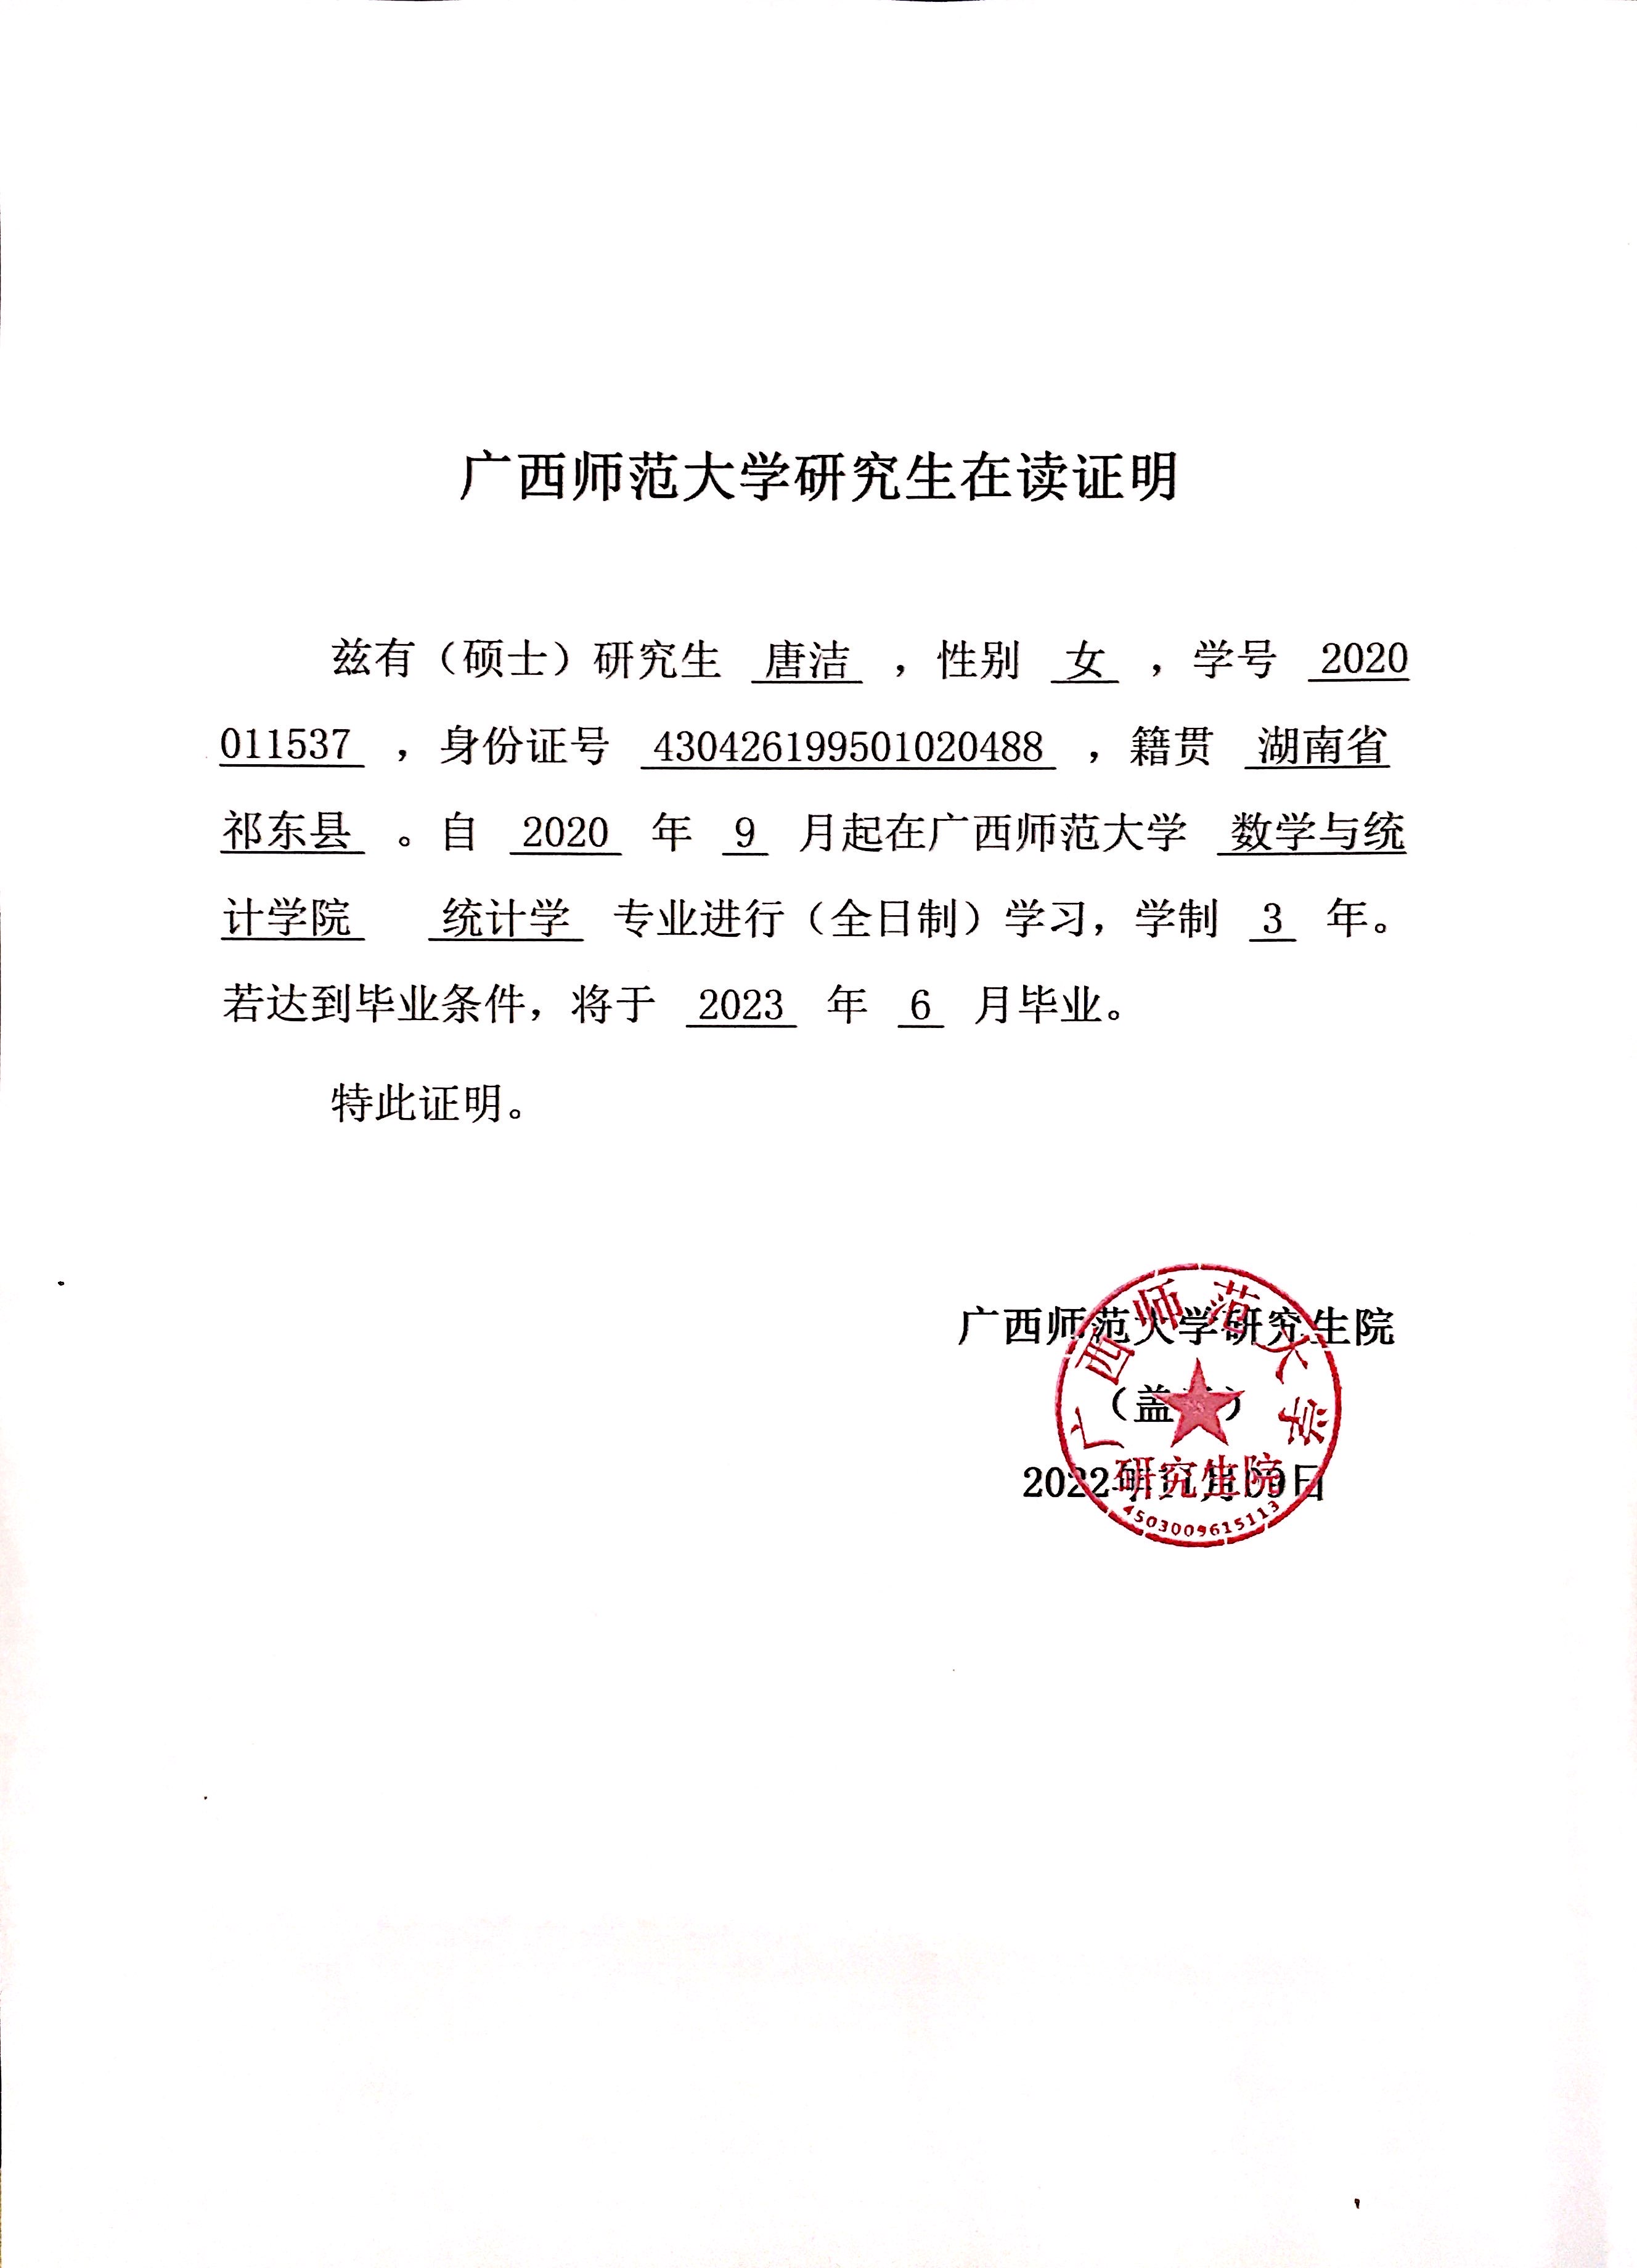 广西师范大学研究生在读证明
兹有（硕士）研究生 唐洁 ，性别 女 ，学号 2020
011537 ，身份证号 430426199501020488 ，籍贯 湖南省
祁东县 。自 2020 年 9 月起在广西师范大学 数学与统
计学院 统计学 专业进行（全日制）学习，学制 3 年。
若达到毕业条件，将于 2023 年 6 月毕业。
特此证明。
广西师范大学研究生院
（盖 ）
2022年11月09日
广西师范大学
研究生院
4503009615113